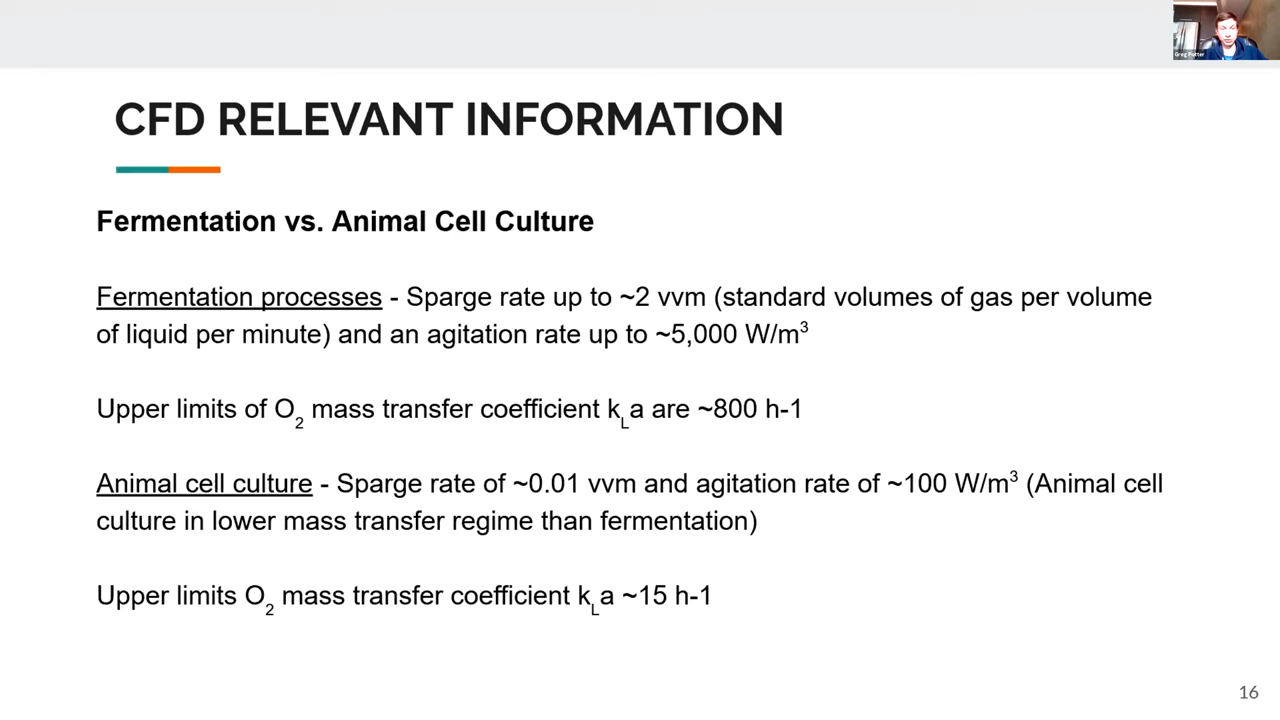 Greg Potter
CFD RELEVANT INFORMATION
Fermentation vs. Animal Cell Culture
Fermentation processes - Sparge rate up to ~2 vvm (standard volumes of gas per volume
of liquid per minute) and an agitation rate up to ~5,000 W/m³
Upper limits of O₂ mass transfer coefficient kLa are ~800 h-1
Animal cell culture - Sparge rate of ~0.01 vvm and agitation rate of ~100 W/m³ (Animal cell
culture in lower mass transfer regime than fermentation)
Upper limits O₂ mass transfer coefficient kLa ~15 h-1
16